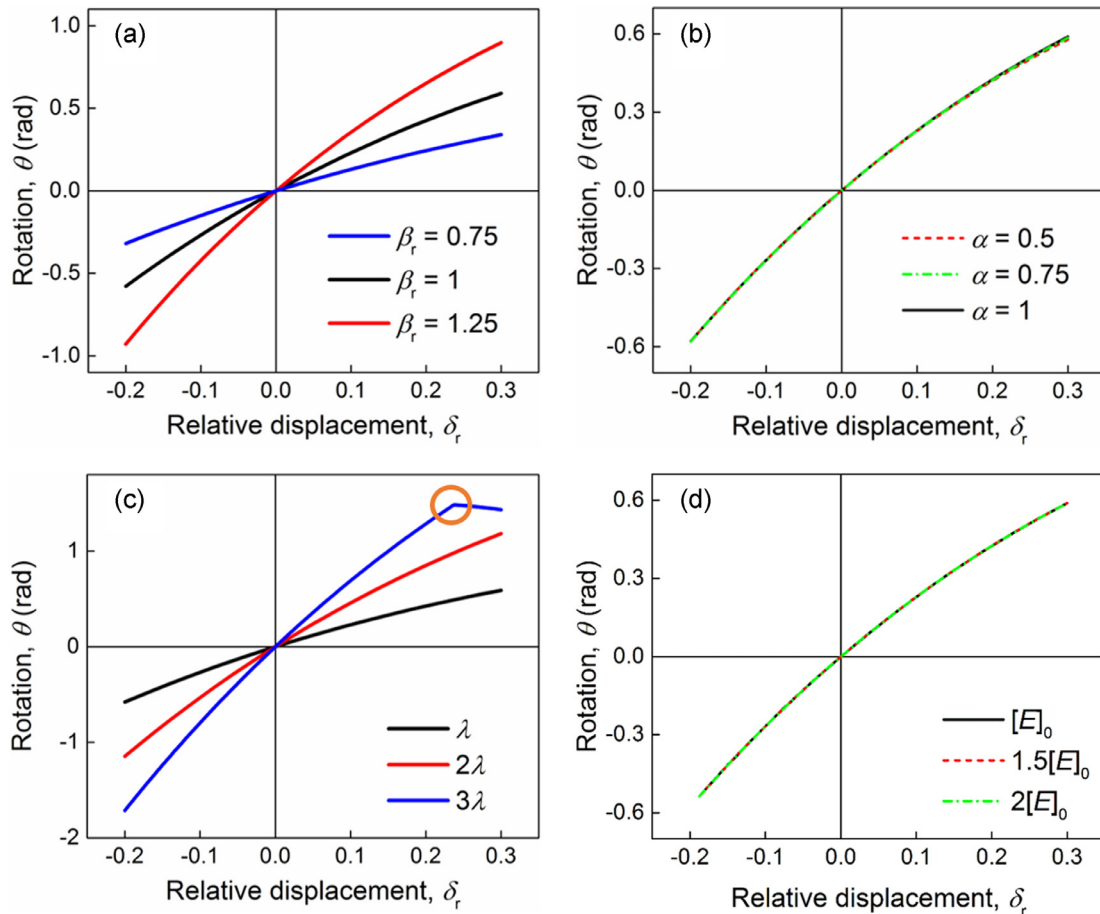 (a)
1.0
0.5
0.0
-0.5
-1.0
Rotation, θ (rad)
βr = 0.75
βr = 1
βr = 1.25
-0.2 -0.1 0.0 0.1 0.2 0.3
Relative displacement, δr
(b)
0.6
0.3
0.0
-0.3
-0.6
Rotation, θ (rad)
α = 0.5
α = 0.75
α = 1
-0.2 -0.1 0.0 0.1 0.2 0.3
Relative displacement, δr
(c)
1
0
-1
-2
Rotation, θ (rad)
λ
2λ
3λ
-0.2 -0.1 0.0 0.1 0.2 0.3
Relative displacement, δr
(d)
0.6
0.3
0.0
-0.3
-0.6
Rotation, θ (rad)
[E]0
1.5[E]0
2[E]0
-0.2 -0.1 0.0 0.1 0.2 0.3
Relative displacement, δr